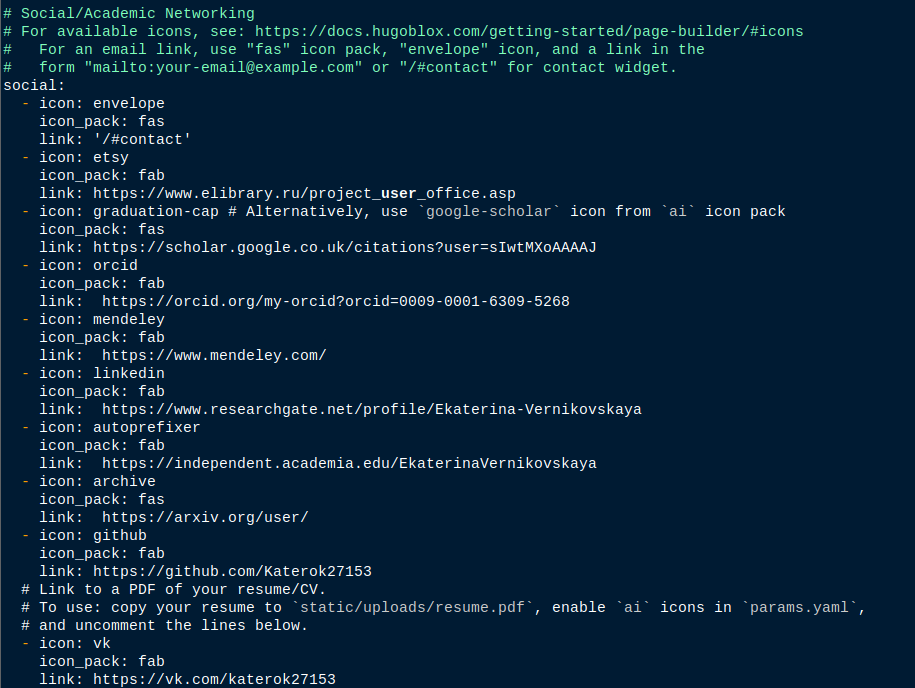 # Social/Academic Networking
# For available icons, see: https://docs.hugoblox.com/getting-started/page-builder/#icons
#   For an email link, use "fas" icon pack, "envelope" icon, and a link in the
#   form "mailto:your-email@example.com" or "/#contact" for contact widget.
social:
  - icon: envelope
    icon_pack: fas
    link: '/#contact'
  - icon: etsy
    icon_pack: fab
    link: https://www.elibrary.ru/project_user_office.asp
  - icon: graduation-cap # Alternatively, use `google-scholar` icon from `ai` icon pack
    icon_pack: fas
    link: https://scholar.google.co.uk/citations?user=sIwtMXoAAAAJ
  - icon: orcid
    icon_pack: fab
    link:  https://orcid.org/my-orcid?orcid=0009-0001-6309-5268
  - icon: mendeley
    icon_pack: fab
    link:  https://www.mendeley.com/
  - icon: linkedin
    icon_pack: fab
    link:  https://www.researchgate.net/profile/Ekaterina-Vernikovskaya
  - icon: autoprefixer
    icon_pack: fab
    link:  https://independent.academia.edu/EkaterinaVernikovskaya
  - icon: archive
    icon_pack: fas
    link:  https://arxiv.org/user/
  - icon: github
    icon_pack: fab
    link: https://github.com/Katerok27153
  # Link to a PDF of your resume/CV.
  # To use: copy your resume to `static/uploads/resume.pdf`, enable `ai` icons in `params.yaml`,
  # and uncomment the lines below.
  - icon: vk
    icon_pack: fab
    link: https://vk.com/katerok27153